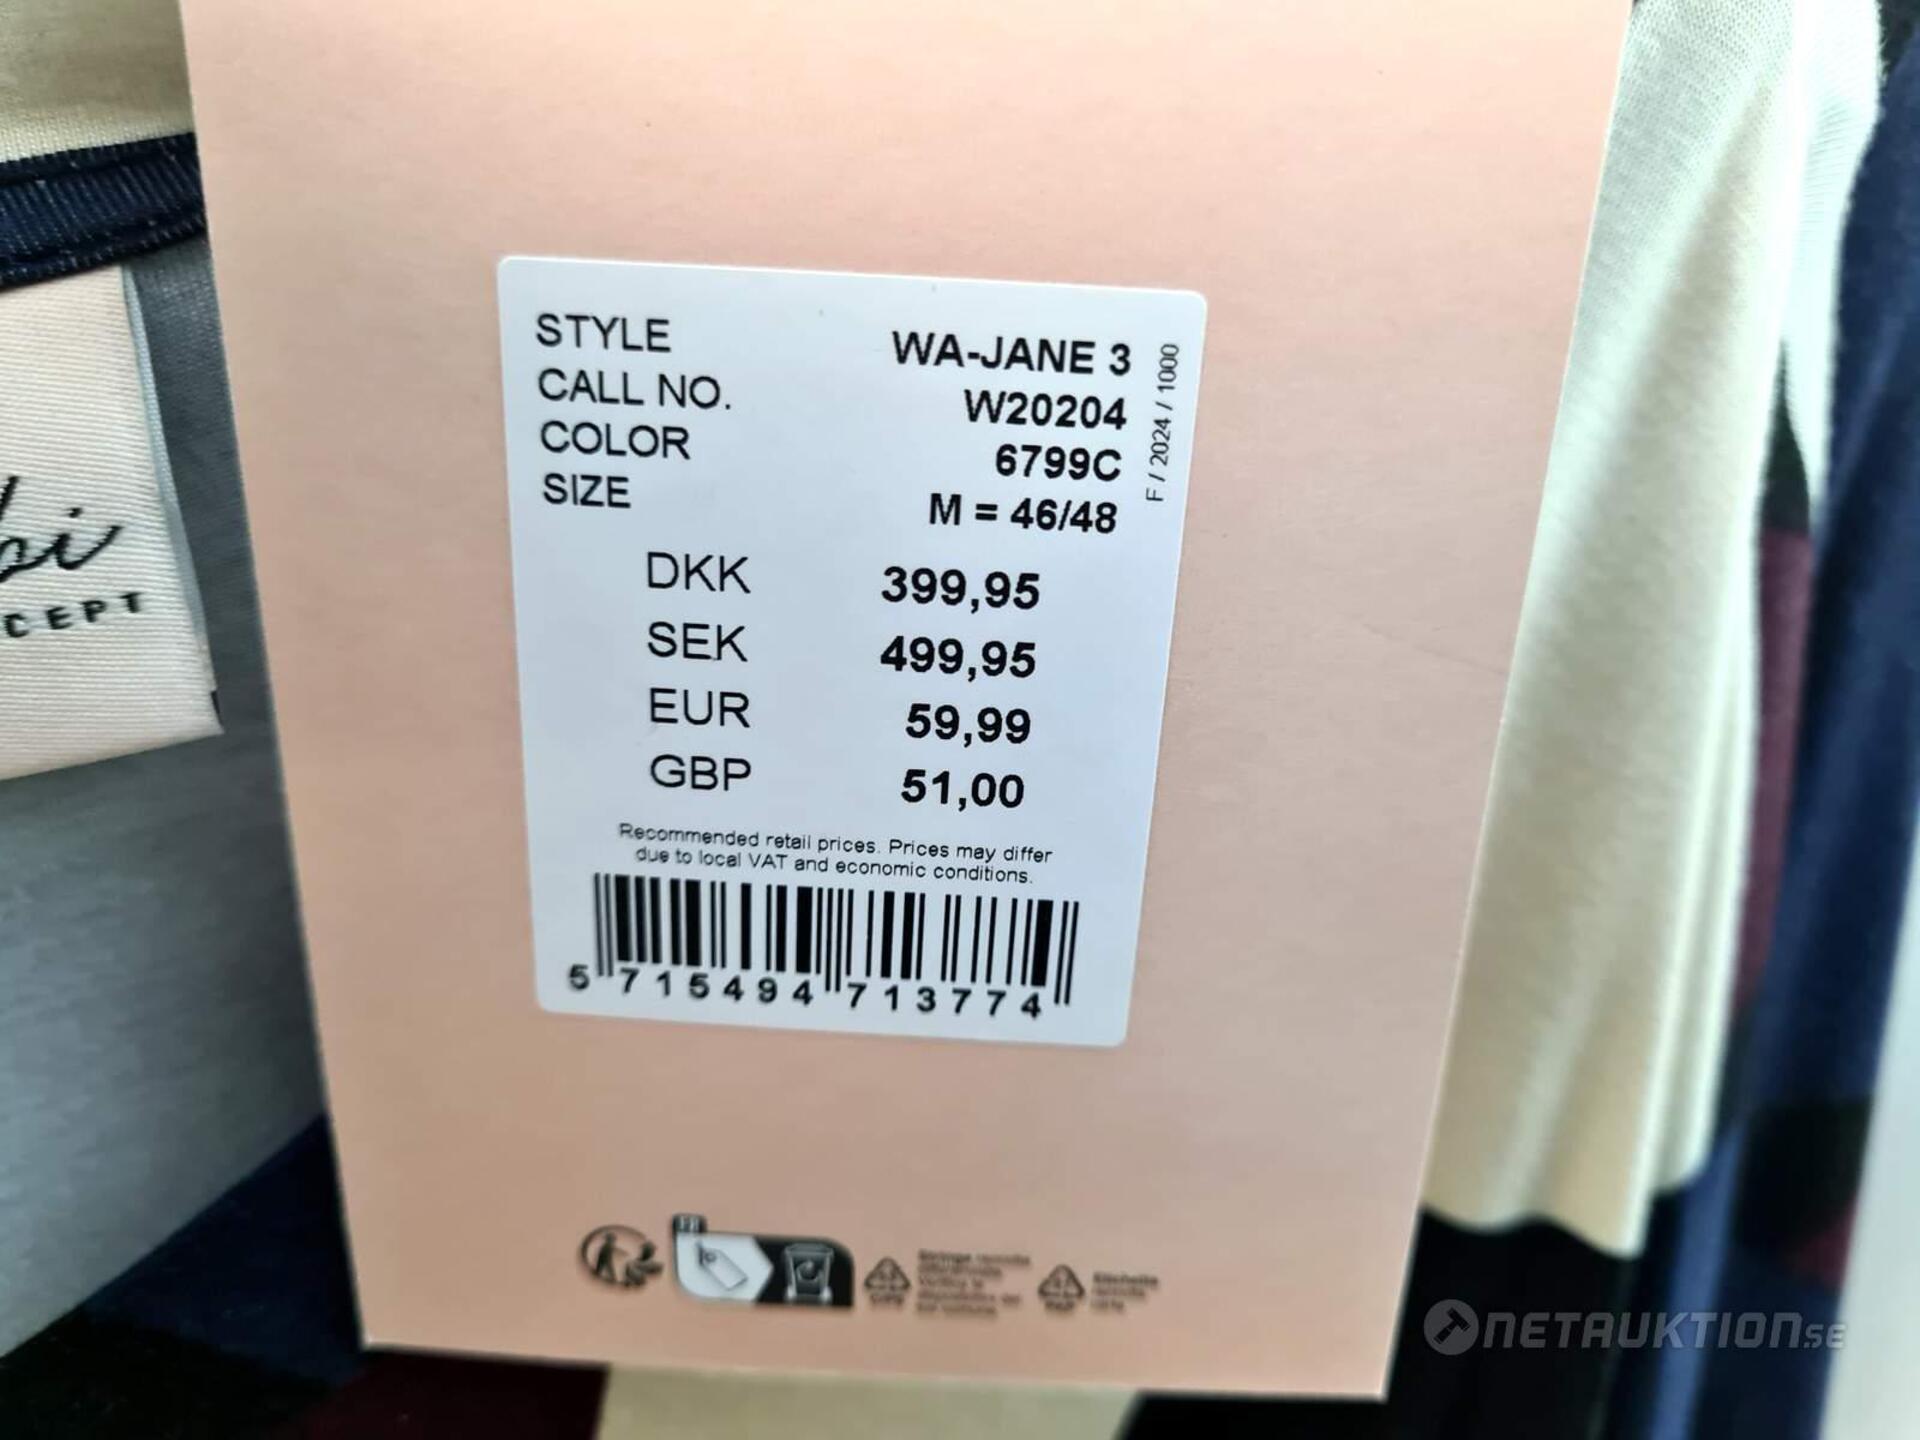 STYLE WA-JANE 3
CALL NO. W20204
COLOR 6799C
SIZE M = 46/48
F / 2024 / 1000
DKK 399,95
SEK 499,95
EUR 59,99
GBP 51,00
Recommended retail prices. Prices may differ
due to local VAT and economic conditions.
5 715494 713774
bi
CEPT
FR
NETAUKTION.SE